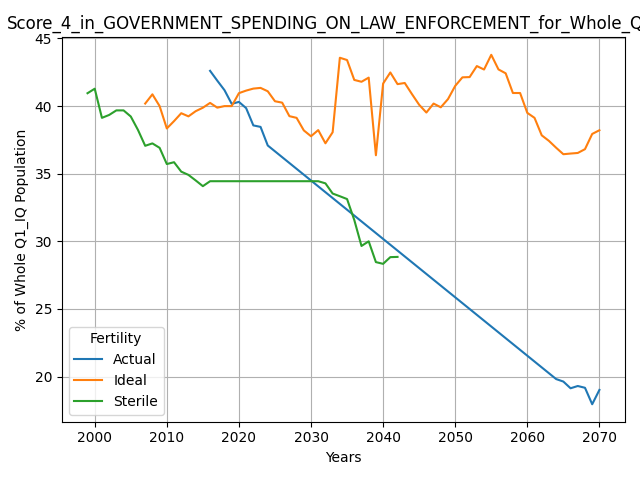 Score_4_in_GOVERNMENT_SPENDING_ON_LAW_ENFORCEMENT_for_Whole_Q
45
40
35
30
25
20
% of Whole Q1_IQ Population
Fertility
Actual
Ideal
Sterile
2000 2010 2020 2030 2040 2050 2060 2070
Years